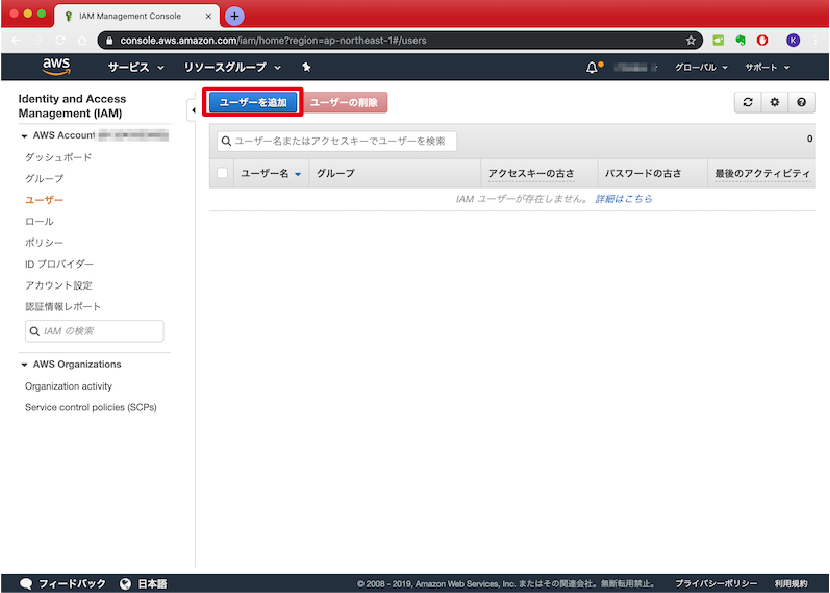 IAM Management Console
console.aws.amazon.com/iam/home?region=ap-northeast-1#/users
K
aws
サービス
リソースグループ
グローバル
サポート
Identity and Access
Management (IAM)
AWS Account
ダッシュボード
グループ
ユーザー
ロール
ポリシー
ID プロバイダー
アカウント設定
認証情報レポート
IAM の検索
AWS Organizations
Organization activity
Service control policies (SCPs)
ユーザーを追加
ユーザーの削除
ユーザー名またはアクセスキーでユーザーを検索
0
ユーザー名 グループ アクセスキーの古さ パスワードの古さ 最後のアクティビティ
IAM ユーザーが存在しません。 詳細はこちら
フィードバック
日本語
© 2008 - 2019, Amazon Web Services, Inc. またはその関連会社。無断転用禁止。
プライバシーポリシー
利用規約